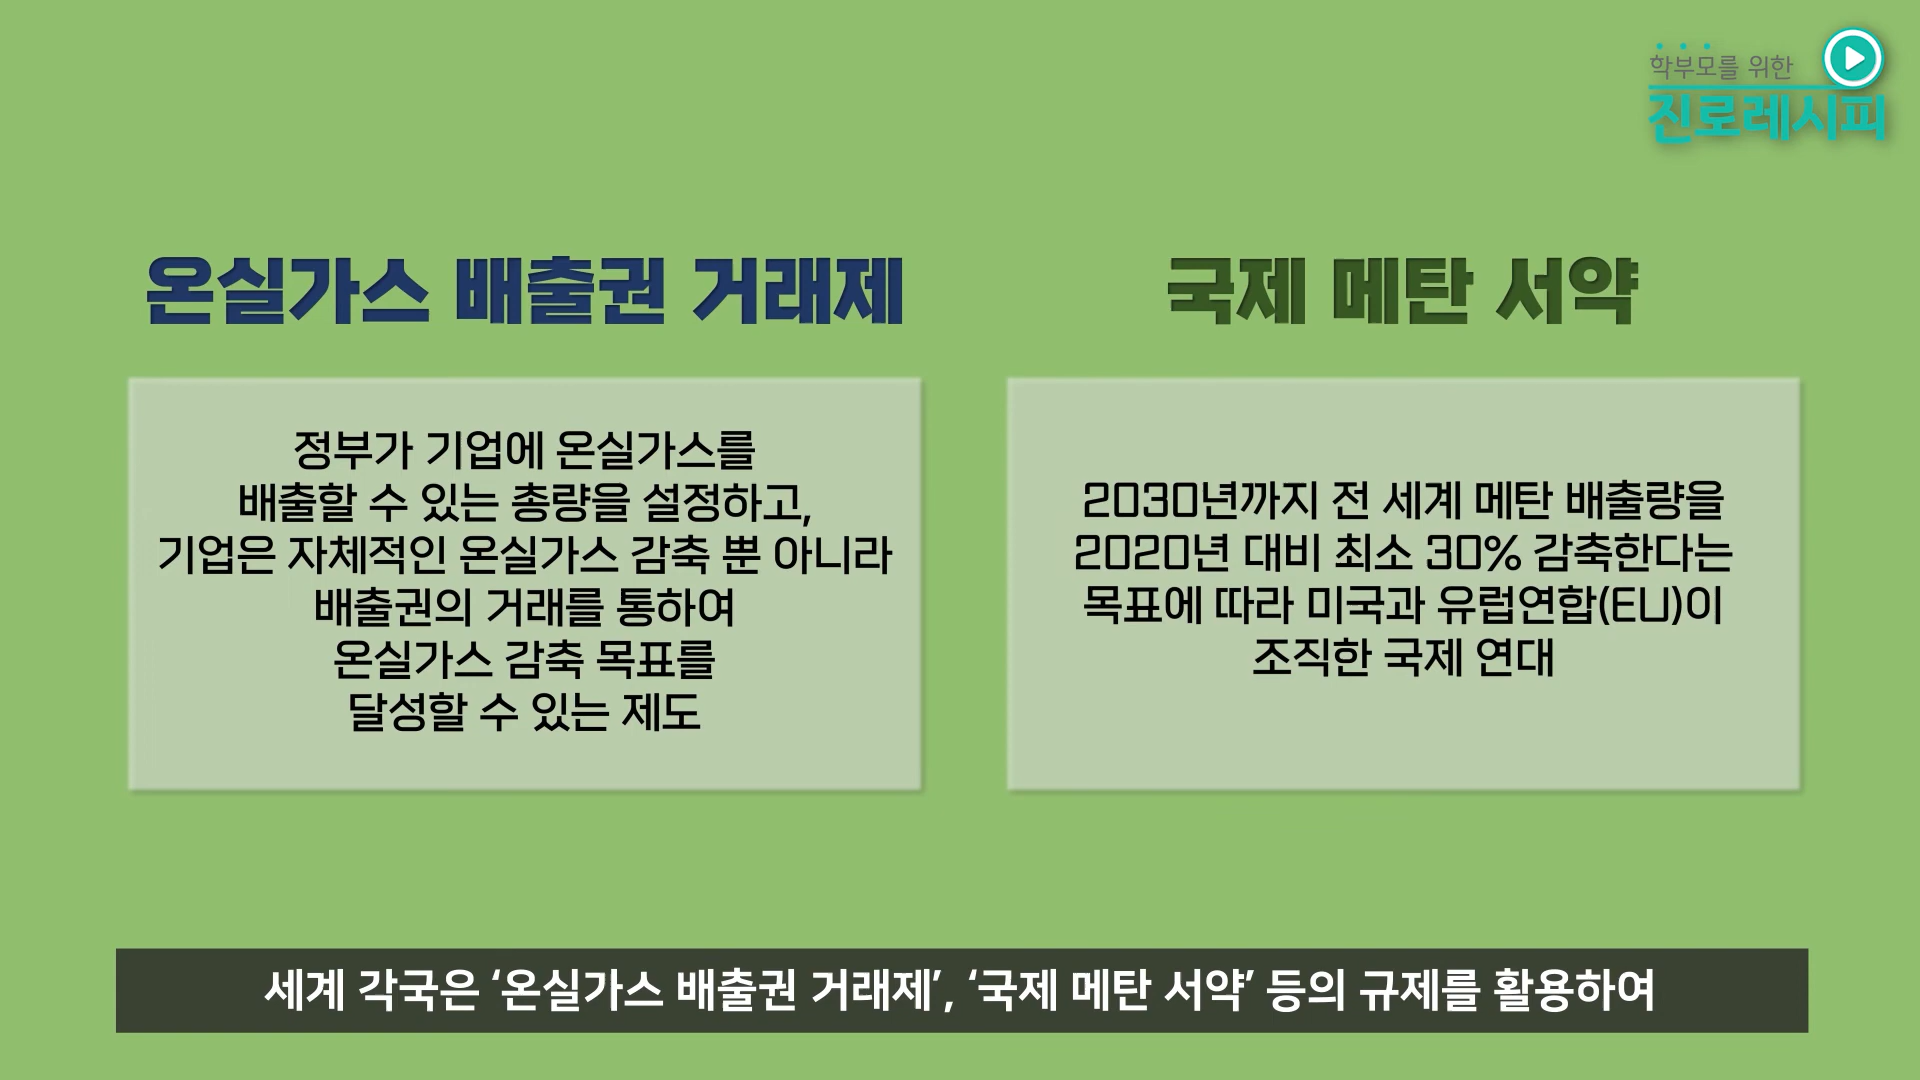 학부모를 위한
진로레시피
온실가스 배출권 거래제
정부가 기업에 온실가스를
배출할 수 있는 총량을 설정하고,
기업은 자체적인 온실가스 감축 뿐 아니라
배출권의 거래를 통하여
온실가스 감축 목표를
달성할 수 있는 제도
국제 메탄 서약
2030년까지 전 세계 메탄 배출량을
2020년 대비 최소 30% 감축한다는
목표에 따라 미국과 유럽연합(EU)이
조직한 국제 연대
세계 각국은 ‘온실가스 배출권 거래제’, ‘국제 메탄 서약’ 등의 규제를 활용하여